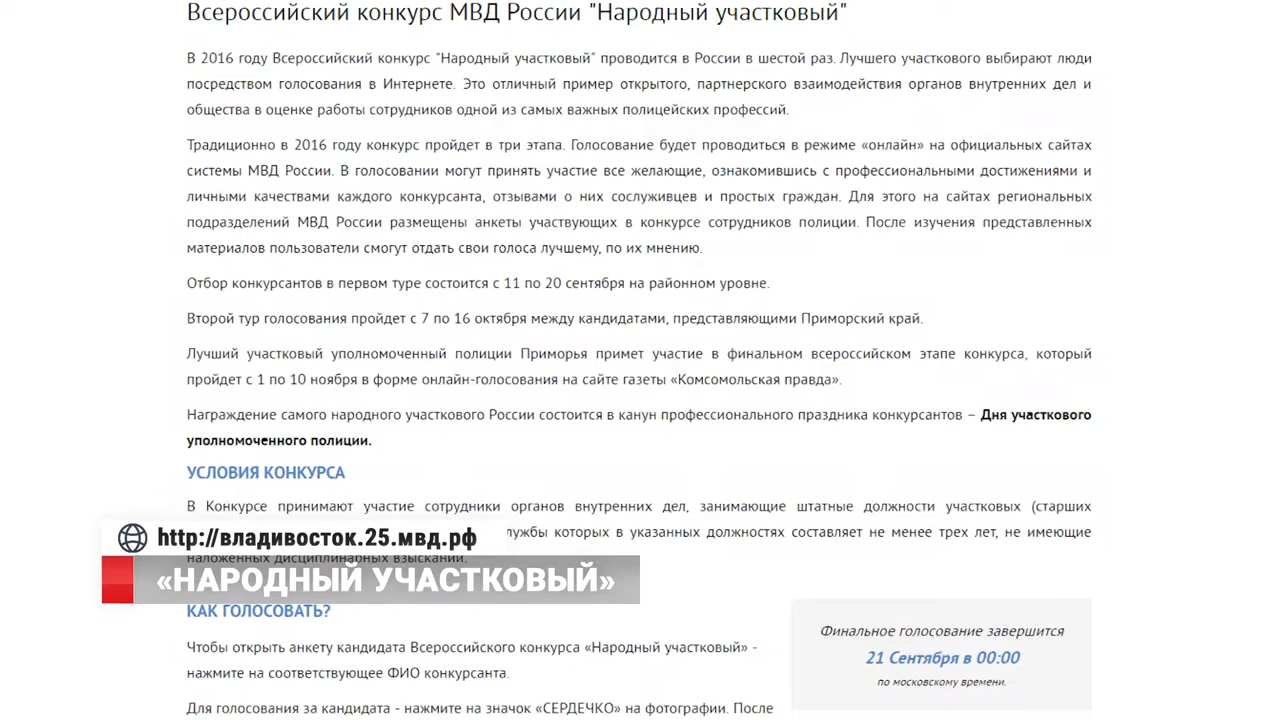 Всероссийский конкурс МВД России "Народный участковый"
В 2016 году Всероссийский конкурс "Народный участковый" проводится в России в шестой раз. Лучшего участкового выбирают люди
посредством голосования в Интернете. Это отличный пример открытого, партнерского взаимодействия органов внутренних дел и
общества в оценке работы сотрудников одной из самых важных полицейских профессий.
Традиционно в 2016 году конкурс пройдет в три этапа. Голосование будет проводиться в режиме «онлайн» на официальных сайтах
системы МВД России. В голосовании могут принять участие все желающие, ознакомившись с профессиональными достижениями и
личными качествами каждого конкурсанта, отзывами о них сослуживцев и простых граждан. Для этого на сайтах региональных
подразделений МВД России размещены анкеты участвующих в конкурсе сотрудников полиции. После изучения представленных
материалов пользователи смогут отдать свои голоса лучшему, по их мнению.
Отбор конкурсантов в первом туре состоится с 11 по 20 сентября на районном уровне.
Второй тур голосования пройдет с 7 по 16 октября между кандидатами, представляющими Приморский край.
Лучший участковый уполномоченный полиции Приморья примет участие в финальном всероссийском этапе конкурса, который
пройдет с 1 по 10 ноября в форме онлайн-голосования на сайте газеты «Комсомольская правда».
Награждение самого народного участкового России состоится в канун профессионального праздника конкурсантов – Дня участкового
уполномоченного полиции.
УСЛОВИЯ КОНКУРСА
В Конкурсе принимают участие сотрудники органов внутренних дел, занимающие штатные должности участковых (старших
которых в указанных должностях составляет не менее трех лет, не имеющие
наложенных дисциплинарных взысканий.
http://владивосток.25.мвд.рф
«НАРОДНЫЙ УЧАСТКОВЫЙ»
КАК ГОЛОСОВАТЬ?
Чтобы открыть анкету кандидата Всероссийского конкурса «Народный участковый» -
нажмите на соответствующее ФИО конкурсанта.
Для голосования за кандидата - нажмите на значок «СЕРДЕЧКО» на фотографии. После
Финальное голосование завершится
21 Сентября в 00:00
по московскому времени.